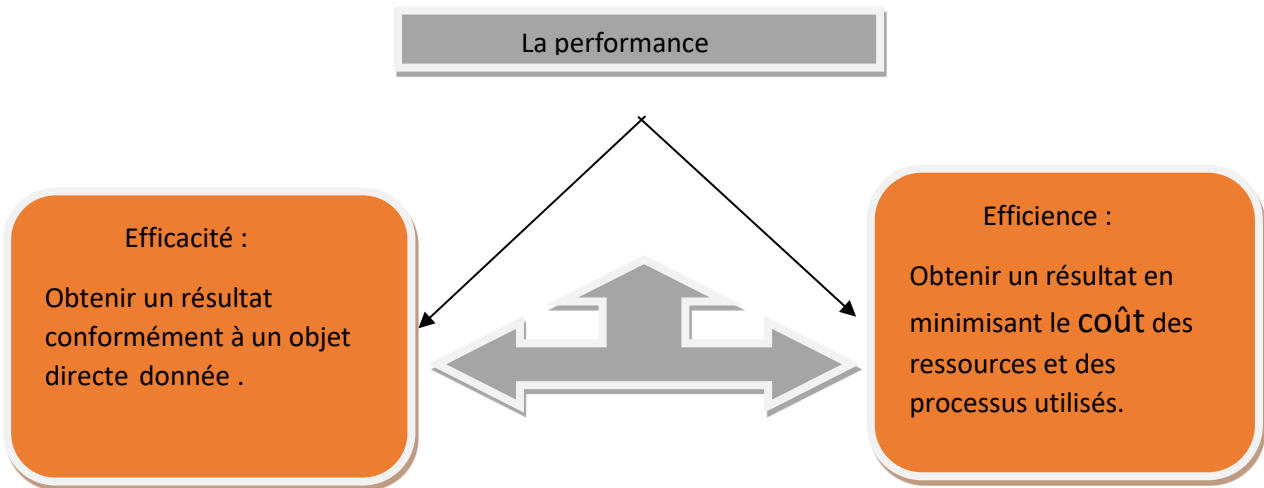 La performance
Efficacité :
Obtenir un résultat
conformément à un objet
directe donnée .
Efficience :
Obtenir un résultat en
minimisant le coût des
ressources et des
processus utilisés.